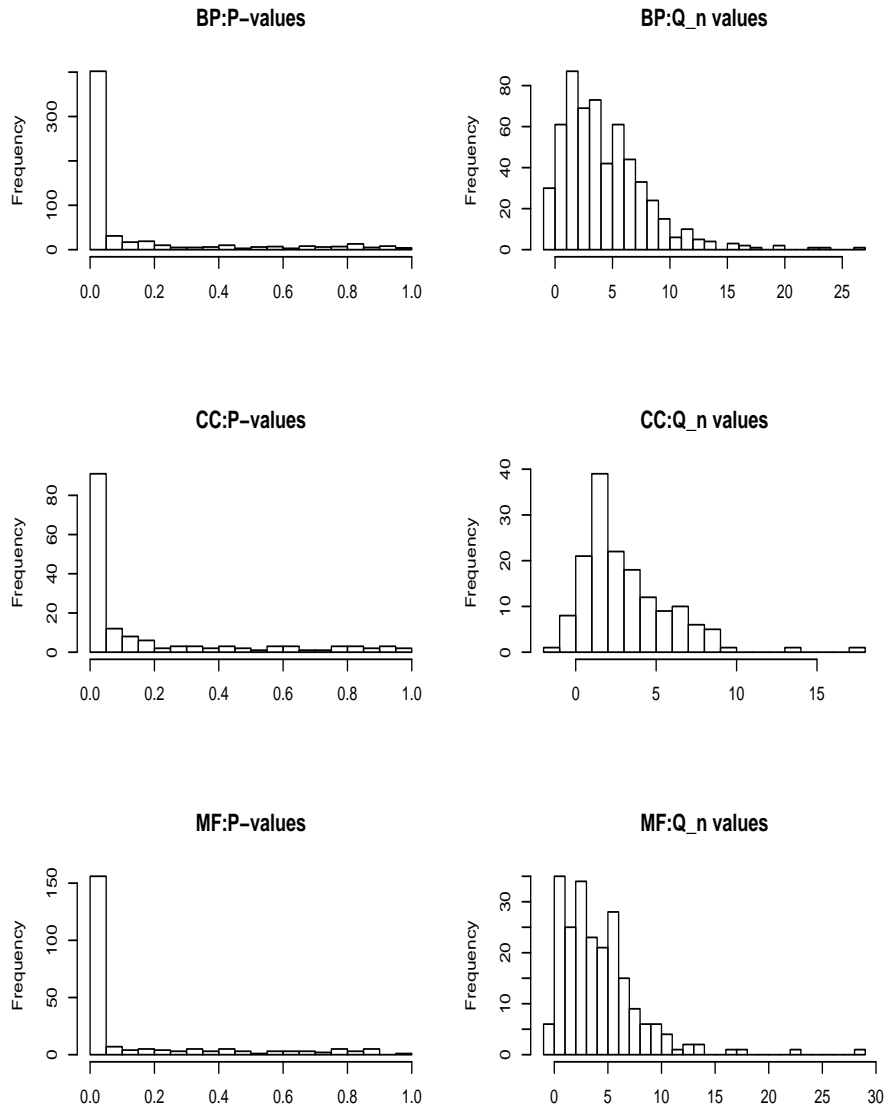 BP:P−values
Frequency
0 100 300
0.0 0.2 0.4 0.6 0.8 1.0
BP:Q_n values
Frequency
0 20 40 60 80
0 5 10 15 20 25
CC:P−values
Frequency
0 20 40 60 80
0.0 0.2 0.4 0.6 0.8 1.0
CC:Q_n values
Frequency
0 10 20 30 40
0 5 10 15
MF:P−values
Frequency
0 50 100 150
0.0 0.2 0.4 0.6 0.8 1.0
MF:Q_n values
Frequency
0 10 20 30
0 5 10 15 20 25 30